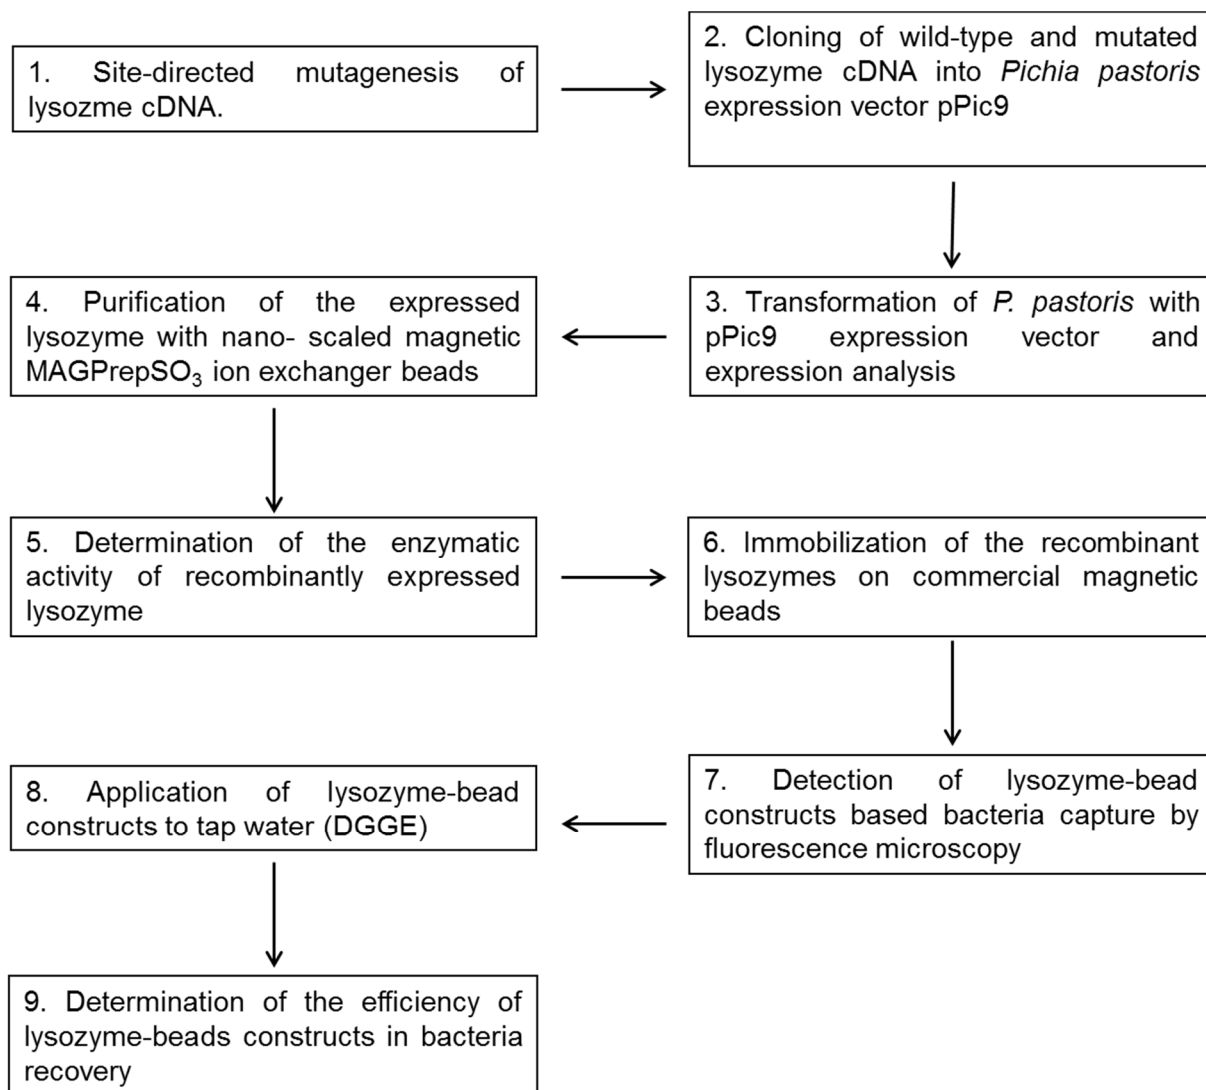 1. Site-directed mutagenesis of
lysozme cDNA.
2. Cloning of wild-type and mutated
lysozyme cDNA into Pichia pastoris
expression vector pPic9
3. Transformation of P. pastoris with
pPic9 expression vector and
expression analysis
4. Purification of the expressed
lysozyme with nano- scaled magnetic
MAGPrepSO₃ ion exchanger beads
5. Determination of the enzymatic
activity of recombinantly expressed
lysozyme
6. Immobilization of the recombinant
lysozymes on commercial magnetic
beads
7. Detection of lysozyme-bead
constructs based bacteria capture by
fluorescence microscopy
8. Application of lysozyme-bead
constructs to tap water (DGGE)
9. Determination of the efficiency of
lysozyme-beads constructs in bacteria
recovery